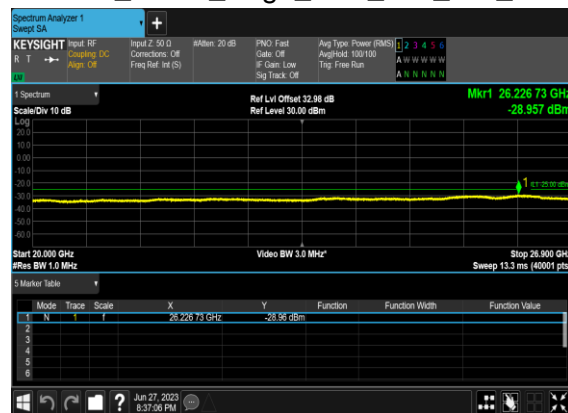 Spectrum Analyzer 1
Swept SA
+
KEYSIGHT Input: RF Input Z: 50 Ω #Atten: 20 dB PNO: Fast Avg Type: Power (RMS) 1 2 3 4 5 6
R T Coupling: DC Corrections: Off Gate: Off Avg|Hold: 100/100 A W W W W W
Align: Off Freq Ref: Int (S) IF Gain: Low Trig: Free Run
Sig Track: Off A N N N N N
1 Spectrum Ref Lvl Offset 32.98 dB Mkr1 26.226 73 GHz
Scale/Div 10 dB Ref Level 30.00 dBm -28.957 dBm
Log
20.0
10.0
0.00
-10.0
-20.0 1
-30.0
-40.0
-50.0
-60.0
Start 20.000 GHz Video BW 3.0 MHz* Stop 26.900 GHz
#Res BW 1.0 MHz Sweep 13.3 ms (40001 pts)
5 Marker Table
Mode Trace Scale X Y Function Function Width Function Value
1 N 1 f 26.226 73 GHz -28.96 dBm
2
3
4
5
6
? Jun 27, 2023
8:37:06 PM